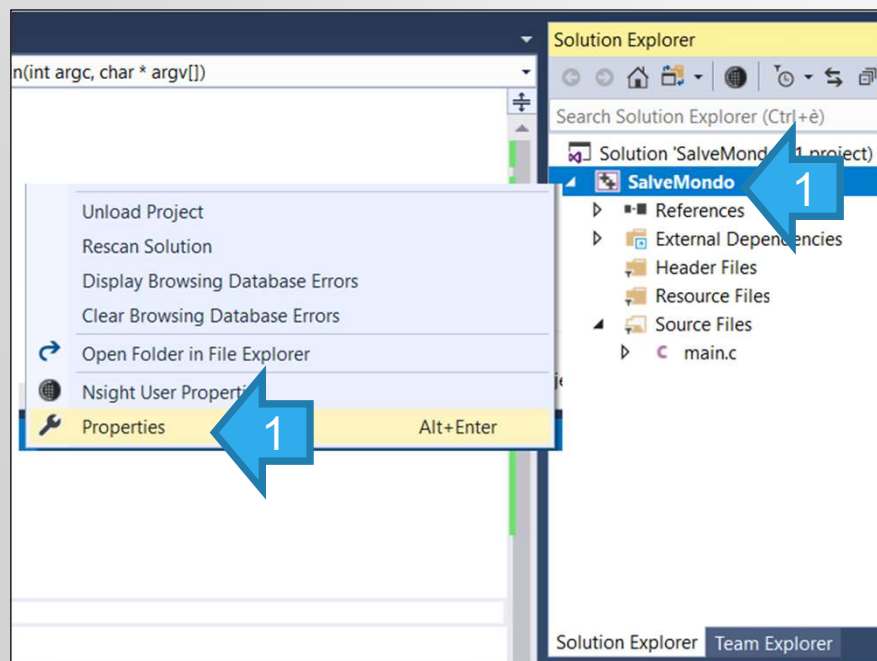 n(int argc, char * argv[])
Unload Project
Rescan Solution
Display Browsing Database Errors
Clear Browsing Database Errors
Open Folder in File Explorer
Nsight User
Properties Alt+Enter
1
Solution Explorer
Search Solution Explorer (Ctrl+è)
Solution 'SalveMondo' project)
SalveMondo
1
References
External Dependencies
Header Files
Resource Files
Source Files
C main.c
Solution Explorer Team Explorer